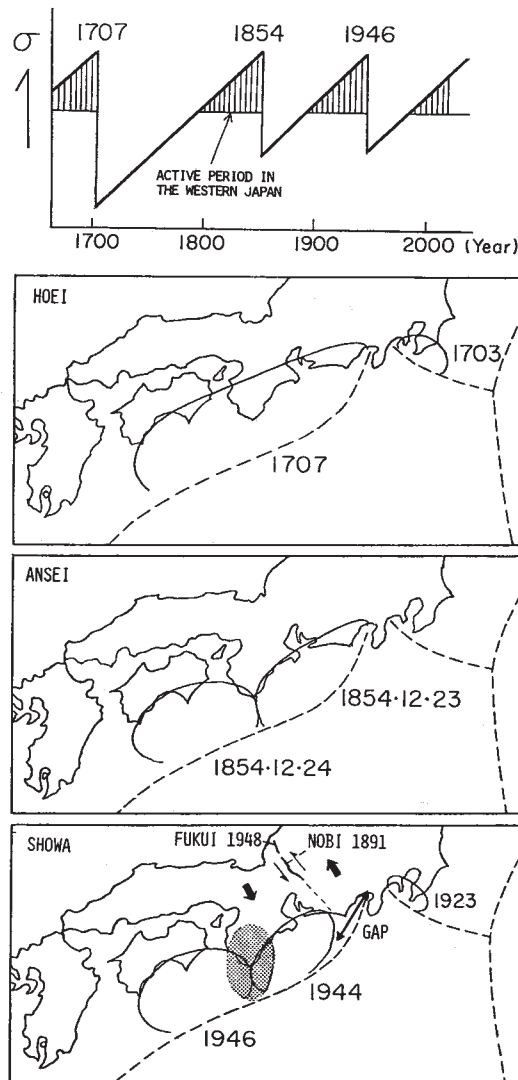 1707 1854 1946
σ
ACTIVE PERIOD IN
THE WESTERN JAPAN
1700 1800 1900 2000 (Year)
HOEI
1703
1707
ANSEI
1854·12·23
1854·12·24
SHOWA
FUKUI 1948
NOBI 1891
1923
GAP
1944
1946